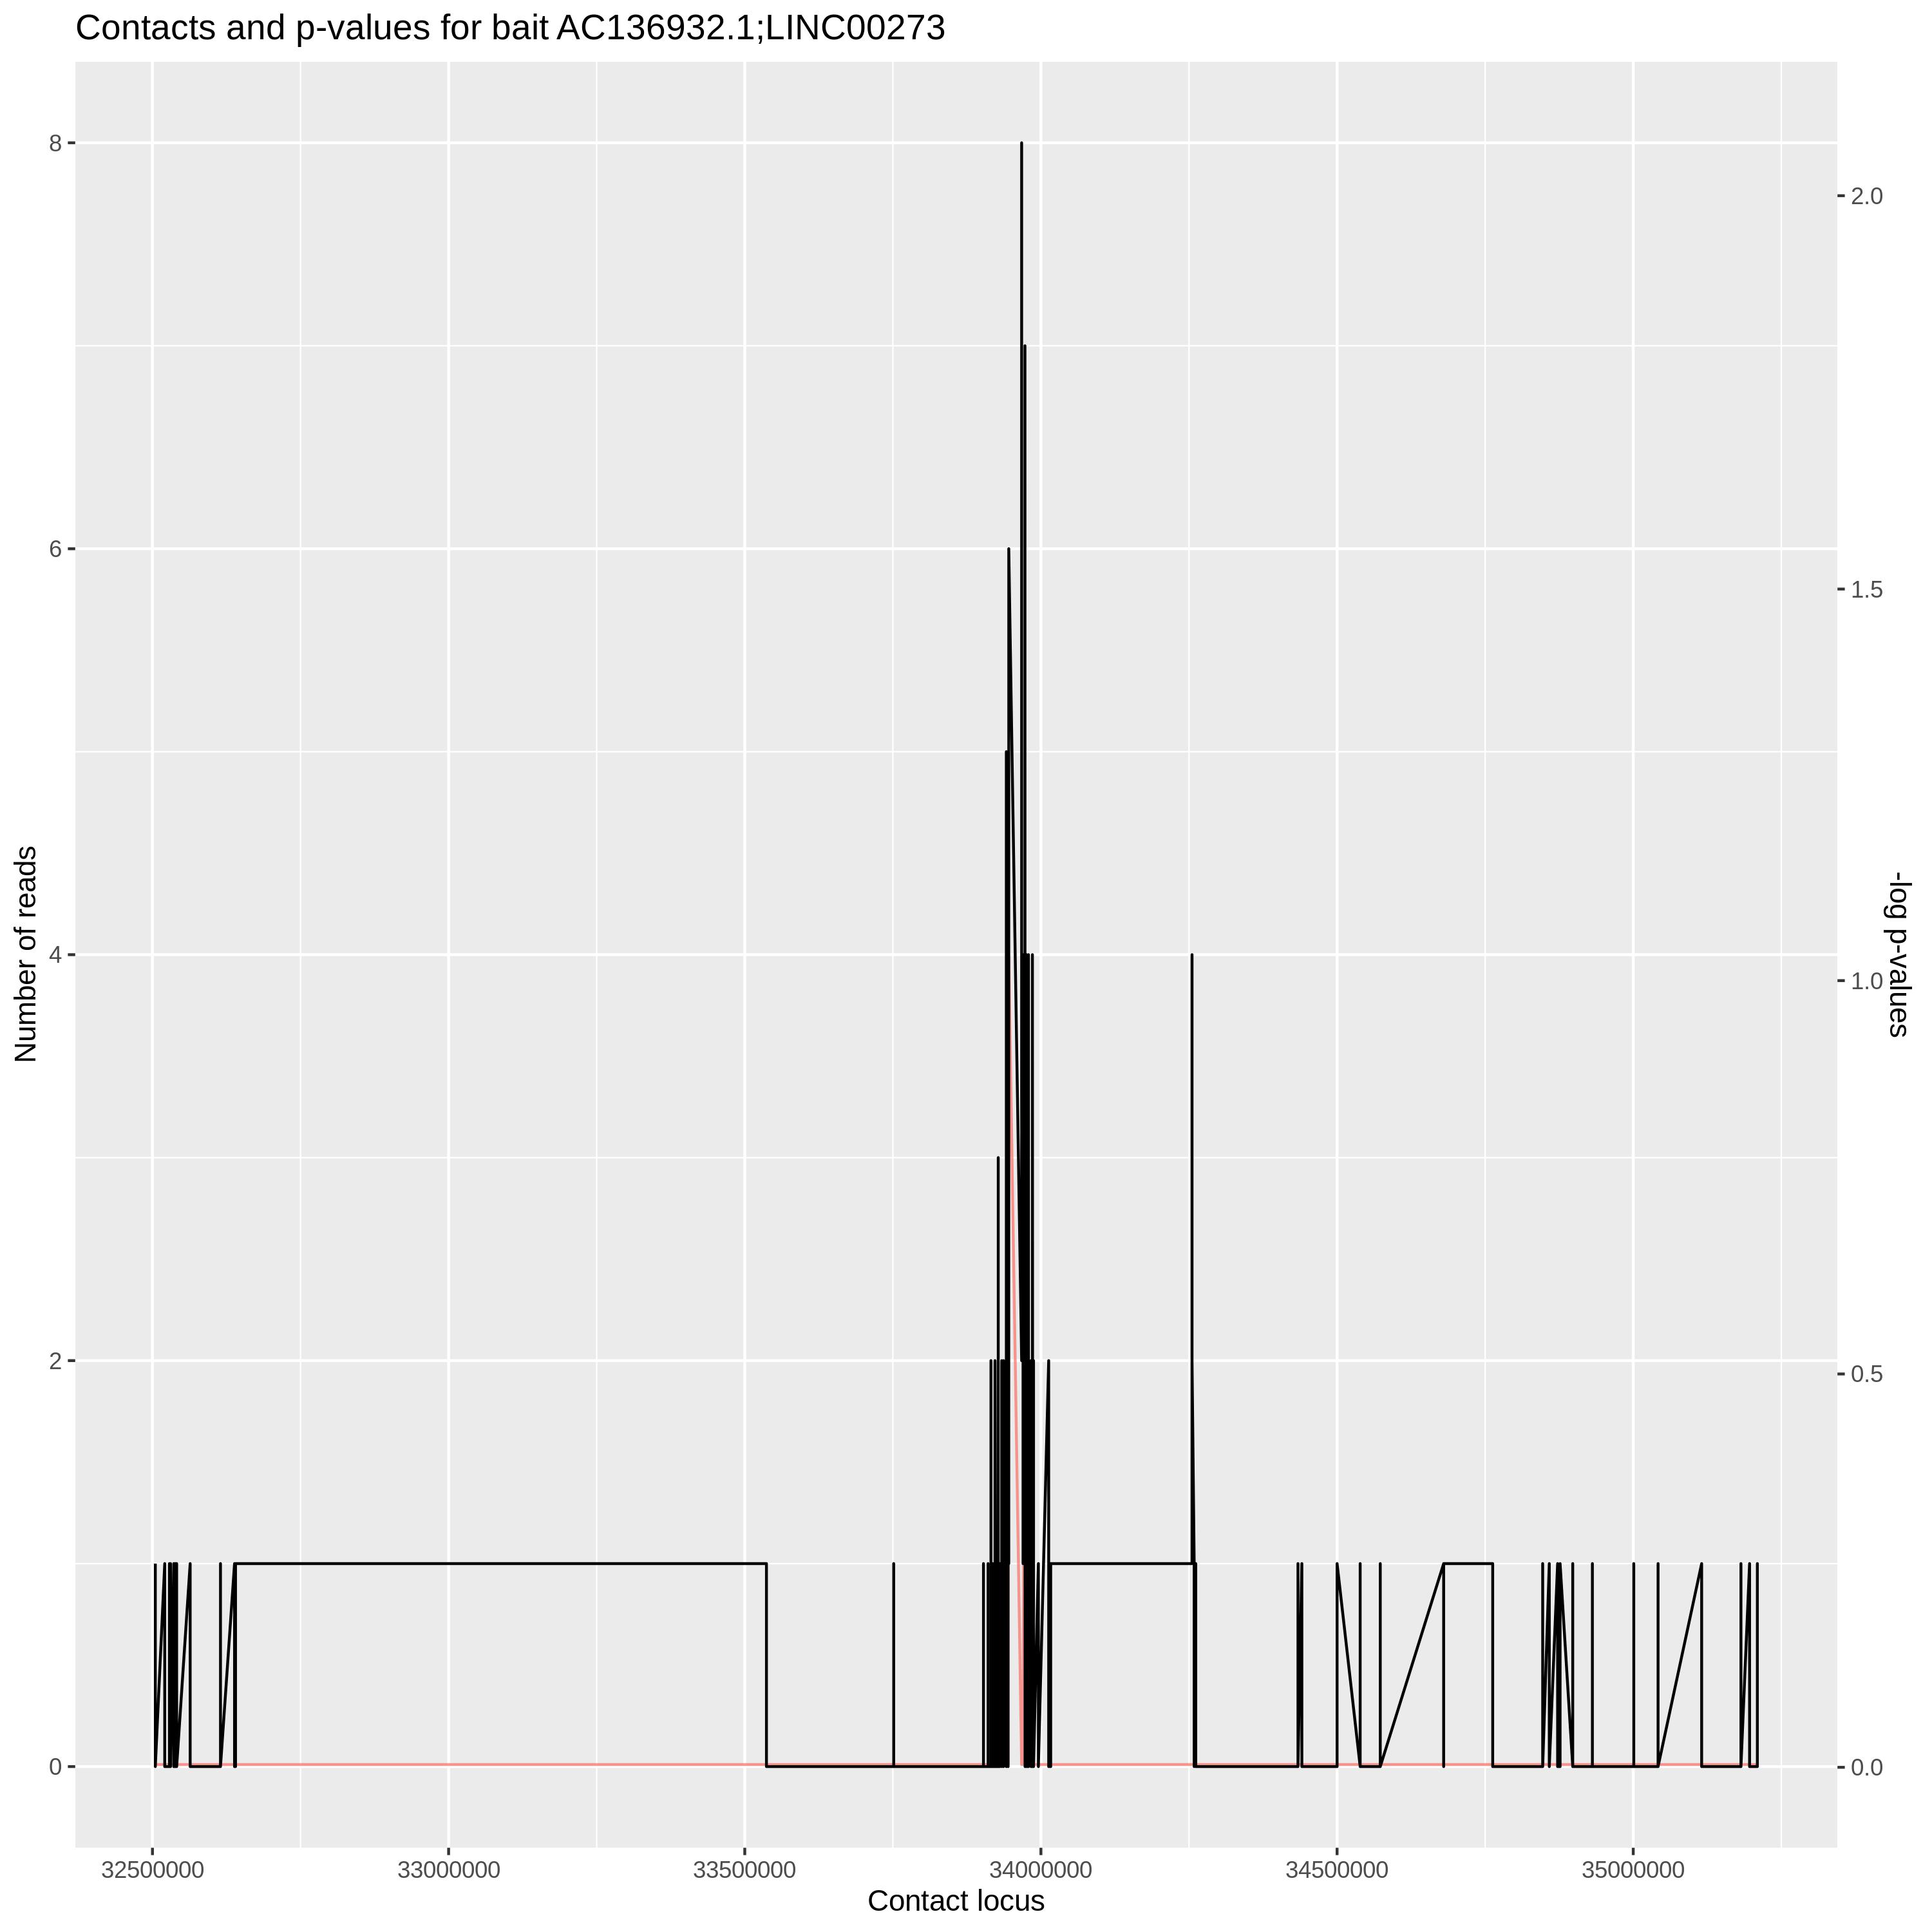 Contacts and p-values for bait AC136932.1;LINC00273
8
6
4
2
0
Number of reads
2.0
1.5
1.0
0.5
0.0
-log p-values
32500000 33000000 33500000 34000000 34500000 35000000
Contact locus